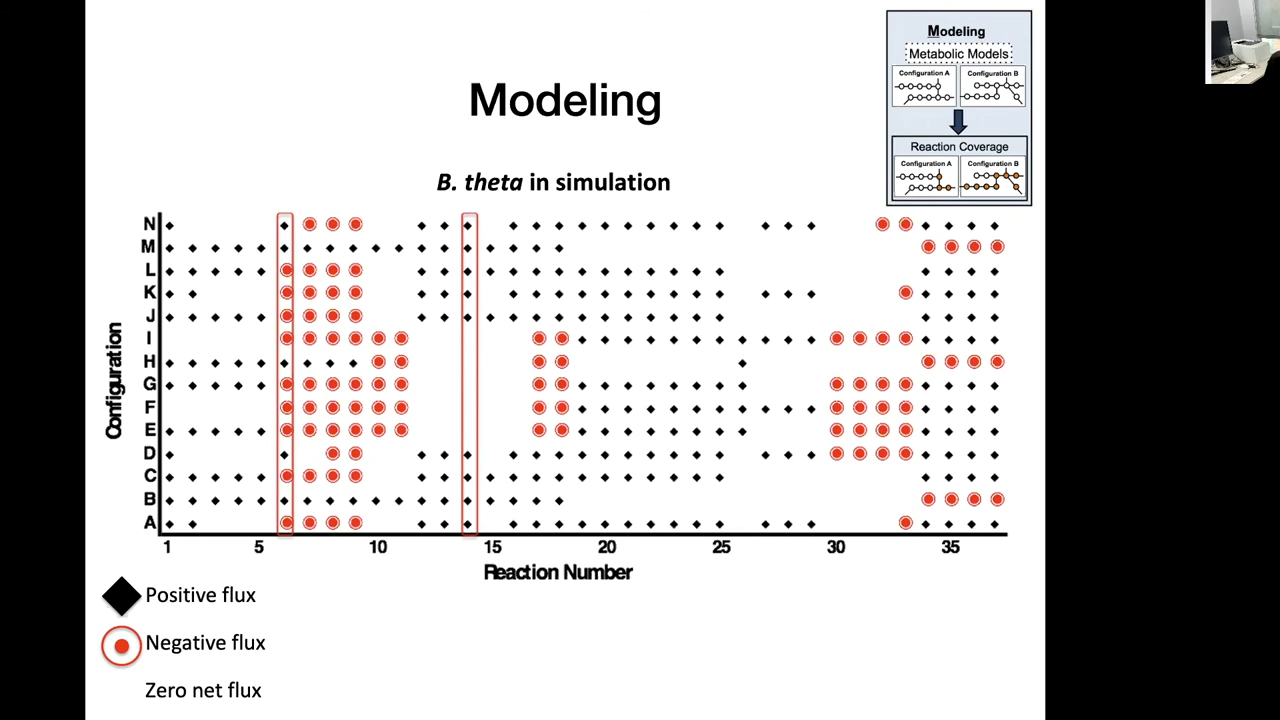 Modeling
Metabolic Models
Configuration A
Configuration B
Reaction Coverage
Configuration A
Configuration B
Modeling
B. theta in simulation
Configuration
N
M
L
K
J
I
H
G
F
E
D
C
B
A
1 5 10 15 20 25 30 35
Reaction Number
Positive flux
Negative flux
Zero net flux